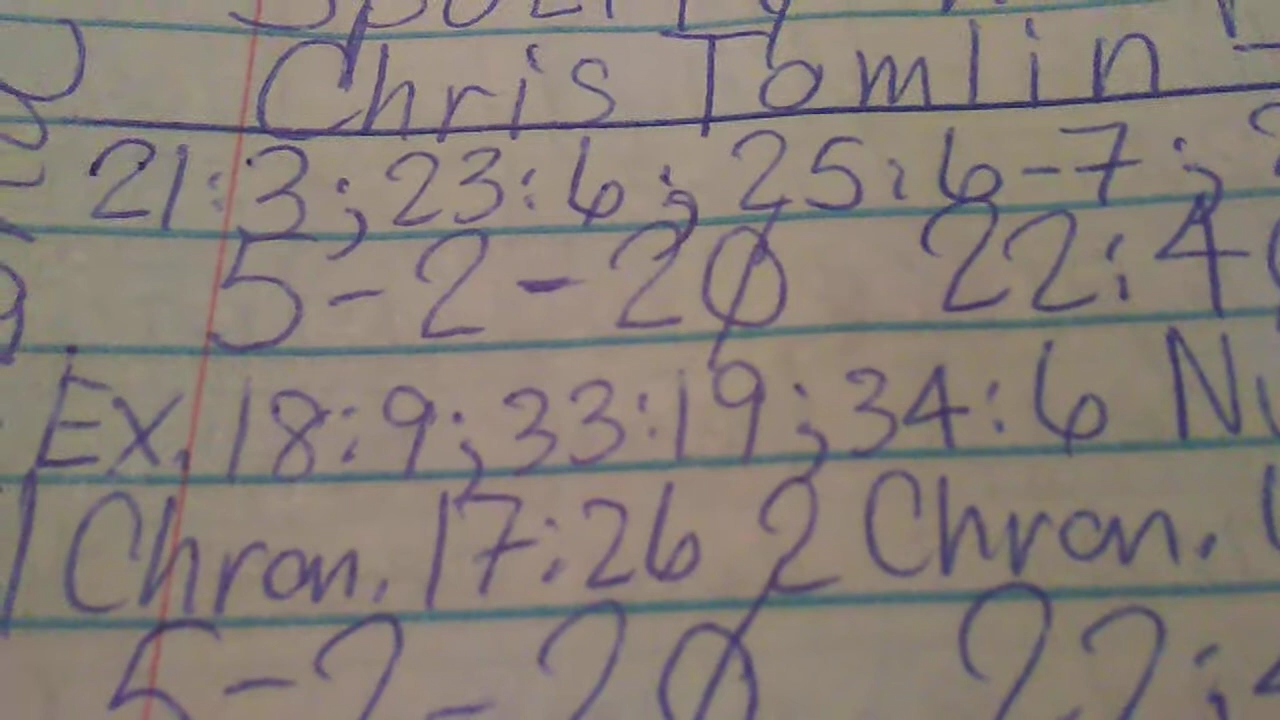 Chris Tomlin
21:3;23:6;25:6-7;
5-2-20 22:4
Ex. 18:9;33:19;34:6
1 Chron. 17:26 2 Chron.
5-2-20 22: